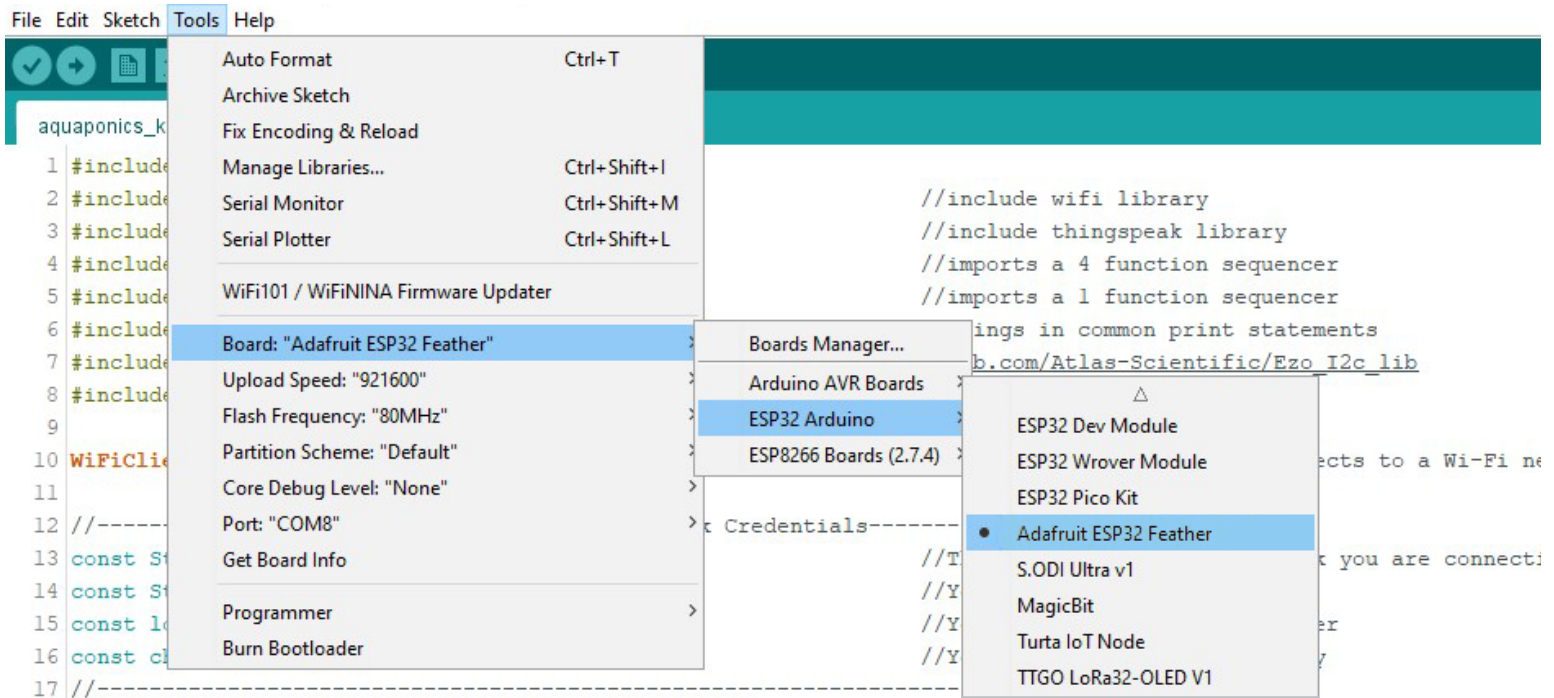 File Edit Sketch Tools Help
Auto Format Ctrl+T
Archive Sketch
Fix Encoding & Reload
Manage Libraries... Ctrl+Shift+I
Serial Monitor Ctrl+Shift+M
Serial Plotter Ctrl+Shift+L
WiFi101 / WiFiNINA Firmware Updater
Board: "Adafruit ESP32 Feather"
Upload Speed: "921600"
Flash Frequency: "80MHz"
Partition Scheme: "Default"
Core Debug Level: "None"
Port: "COM8"
Get Board Info
Programmer
Burn Bootloader
Boards Manager...
Arduino AVR Boards
ESP32 Arduino
ESP8266 Boards (2.7.4)
ESP32 Dev Module
ESP32 Wrover Module
ESP32 Pico Kit
Adafruit ESP32 Feather
S.ODI Ultra v1
MagicBit
Turta IoT Node
TTGO LoRa32-OLED V1
aquaponics_k
1 #include
2 #include //include wifi library
3 #include //include thingspeak library
4 #include //imports a 4 function sequencer
5 #include //imports a 1 function sequencer
6 #include ings in common print statements
7 #include b.com/Atlas-Scientific/Ezo_I2c_lib
8 #include
9
10 WiFiClie ects to a Wi-Fi ne
11
12 //------ Credentials-------
13 const St //T you are connecti
14 const St //Y
15 const lo //Y er
16 const ch //Y y
17 //------------------------------------------------------------------